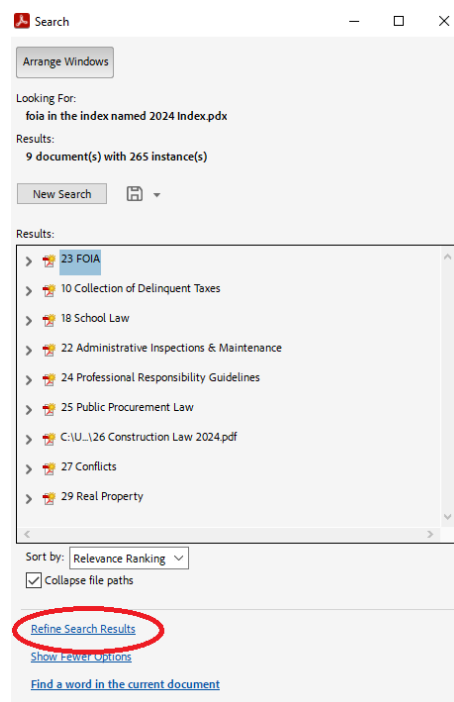 Search
Arrange Windows
Looking For:
foia in the index named 2024 Index.pdx
Results:
9 document(s) with 265 instance(s)
New Search
Results:
23 FOIA
10 Collection of Delinquent Taxes
18 School Law
22 Administrative Inspections & Maintenance
24 Professional Responsibility Guidelines
25 Public Procurement Law
C:\U...\26 Construction Law 2024.pdf
27 Conflicts
29 Real Property
Sort by: Relevance Ranking
Collapse file paths
Refine Search Results
Show Fewer Options
Find a word in the current document